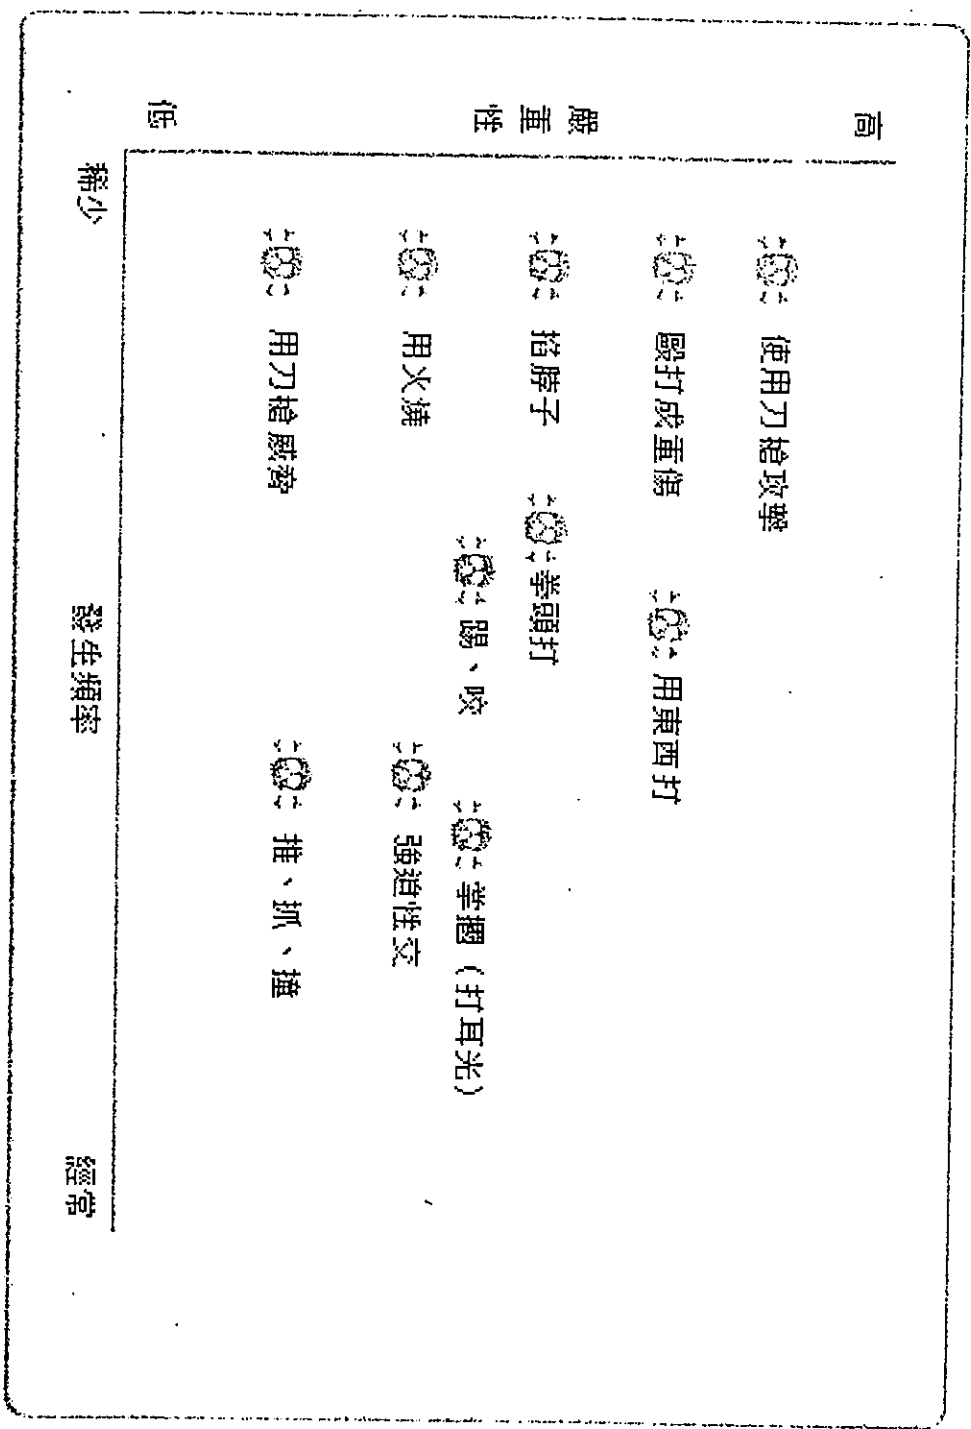 高
嚴重性
低
使用刀槍攻擊
毆打成重傷
用東西打
掐脖子
拳頭打
踢、咬
掌摑（打耳光）
用火燒
強迫性交
用刀槍威脅
推、抓、撞
稀少
發生頻率
經常